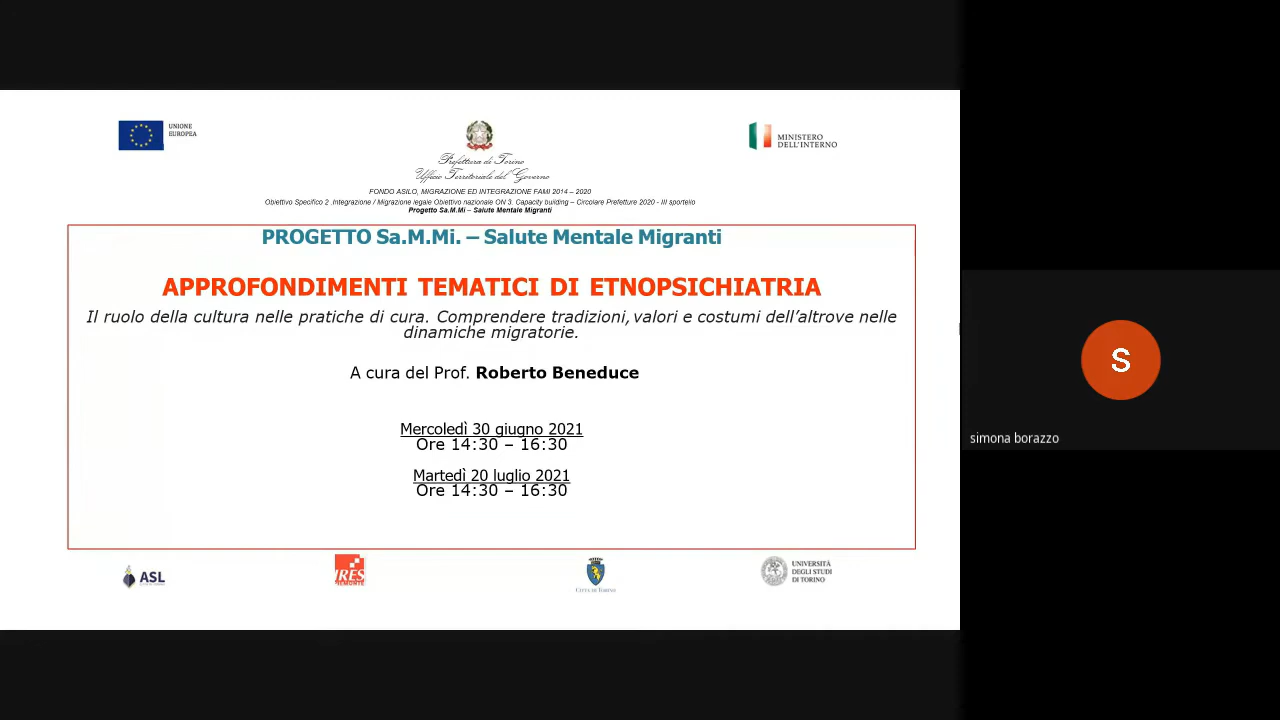 UNIONE
EUROPEA
MINISTERO
DELL'INTERNO
Prefettura di Torino
Ufficio Territoriale del Governo
FONDO ASILO, MIGRAZIONE ED INTEGRAZIONE FAMI 2014 – 2020
Obiettivo Specifico 2 .Integrazione / Migrazione legale Obiettivo nazionale ON 3. Capacity building – Circolare Prefetture 2020 - III sportello
Progetto Sa.M.Mi – Salute Mentale Migranti
PROGETTO Sa.M.Mi. – Salute Mentale Migranti
APPROFONDIMENTI TEMATICI DI ETNOPSICHIATRIA
Il ruolo della cultura nelle pratiche di cura. Comprendere tradizioni, valori e costumi dell'altrove nelle
dinamiche migratorie.
A cura del Prof. Roberto Beneduce
Mercoledì 30 giugno 2021
Ore 14:30 – 16:30
Martedì 20 luglio 2021
Ore 14:30 – 16:30
S
simona borazzo
ASL
IRES
PIEMONTE
CITTA DI TORINO
UNIVERSITÀ
DEGLI STUDI
DI TORINO